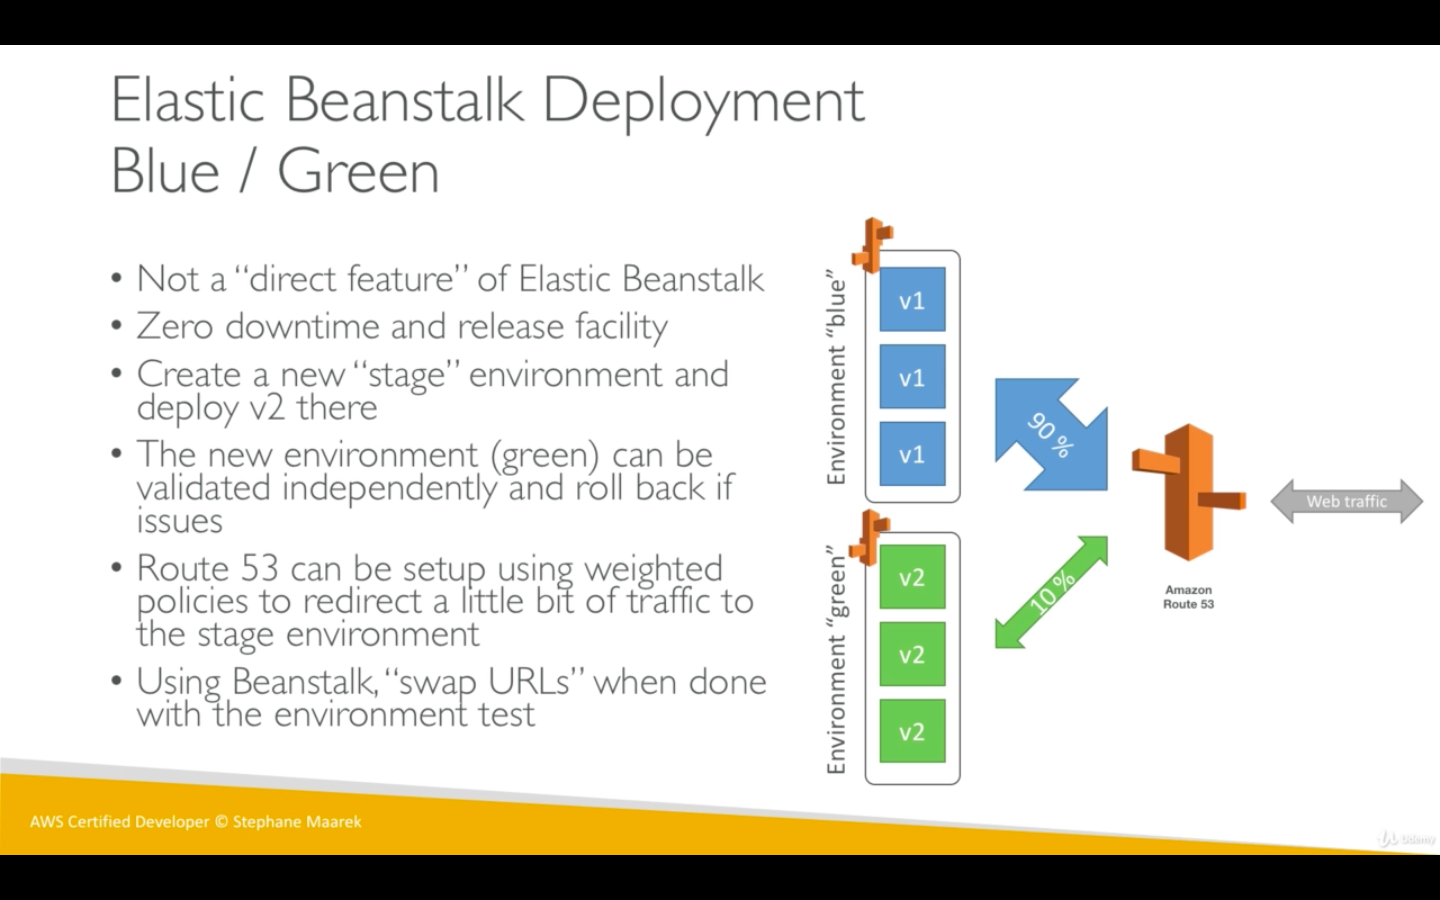 Elastic Beanstalk Deployment
Blue / Green
• Not a “direct feature” of Elastic Beanstalk
• Zero downtime and release facility
• Create a new “stage” environment and
deploy v2 there
• The new environment (green) can be
validated independently and roll back if
issues
• Route 53 can be setup using weighted
policies to redirect a little bit of traffic to
the stage environment
• Using Beanstalk, “swap URLs” when done
with the environment test
Environment “blue”
v1
v1
v1
Environment “green”
v2
v2
v2
90 %
10 %
Amazon
Route 53
Web traffic
AWS Certified Developer © Stephane Maarek
Udemy